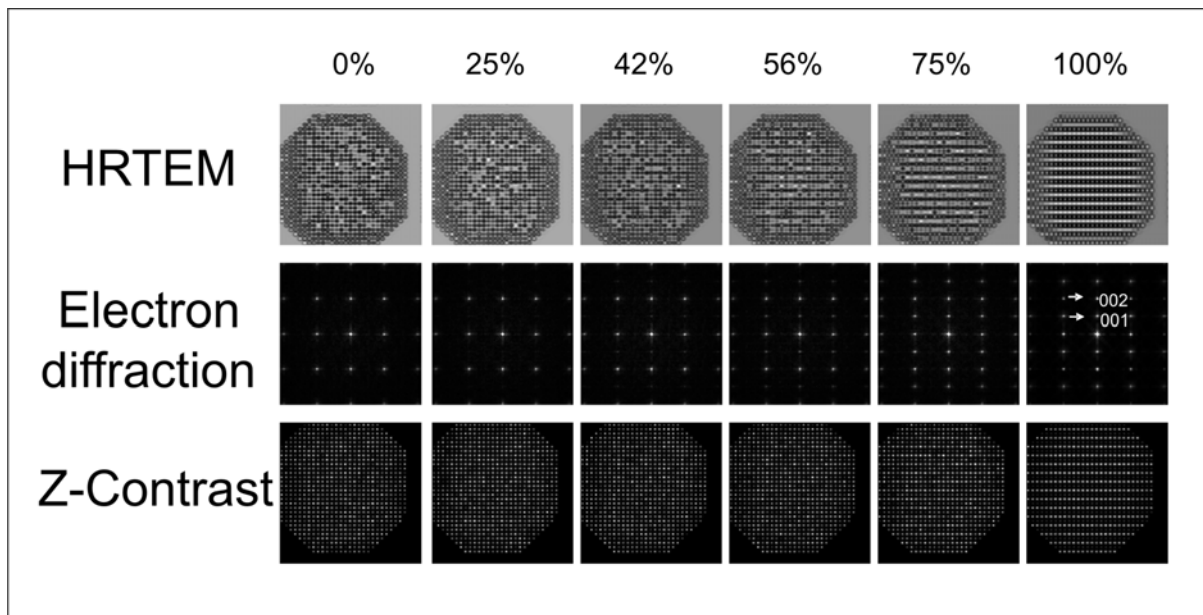 0% 25% 42% 56% 75% 100%
HRTEM
Electron
diffraction
002
001
Z-Contrast